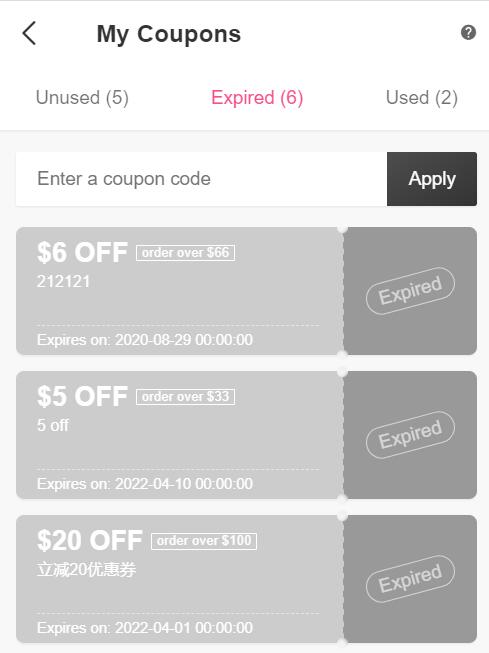 My Coupons
Unused (5) Expired (6) Used (2)
Enter a coupon code Apply
$6 OFF order over $66
212121
Expired
Expires on: 2020-08-29 00:00:00
$5 OFF order over $33
5 off
Expired
Expires on: 2022-04-10 00:00:00
$20 OFF order over $100
立减20优惠券
Expired
Expires on: 2022-04-01 00:00:00